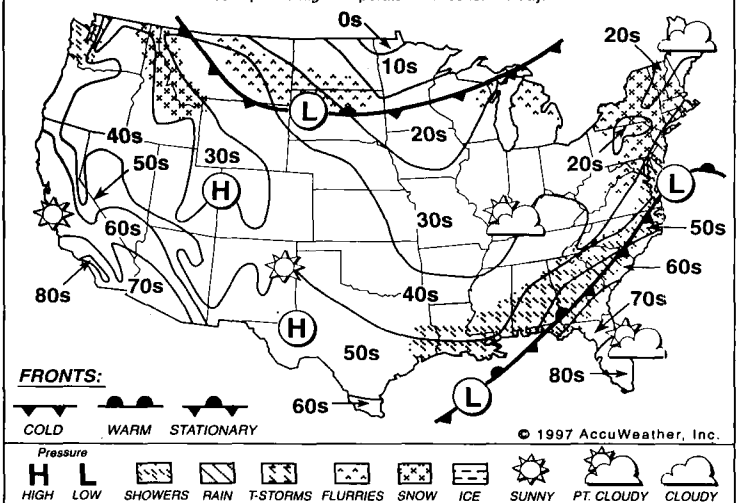 0s
20s
10s
20s
40s
50s
30s
20s
H
L
60s
30s
50s
60s
80s
70s
40s
70s
H
50s
80s
60s
L
L
FRONTS:
COLD WARM STATIONARY
© 1997 AccuWeather, Inc.
Pressure
H L
HIGH LOW SHOWERS RAIN T-STORMS FLURRIES SNOW ICE SUNNY PT. CLOUDY CLOUDY